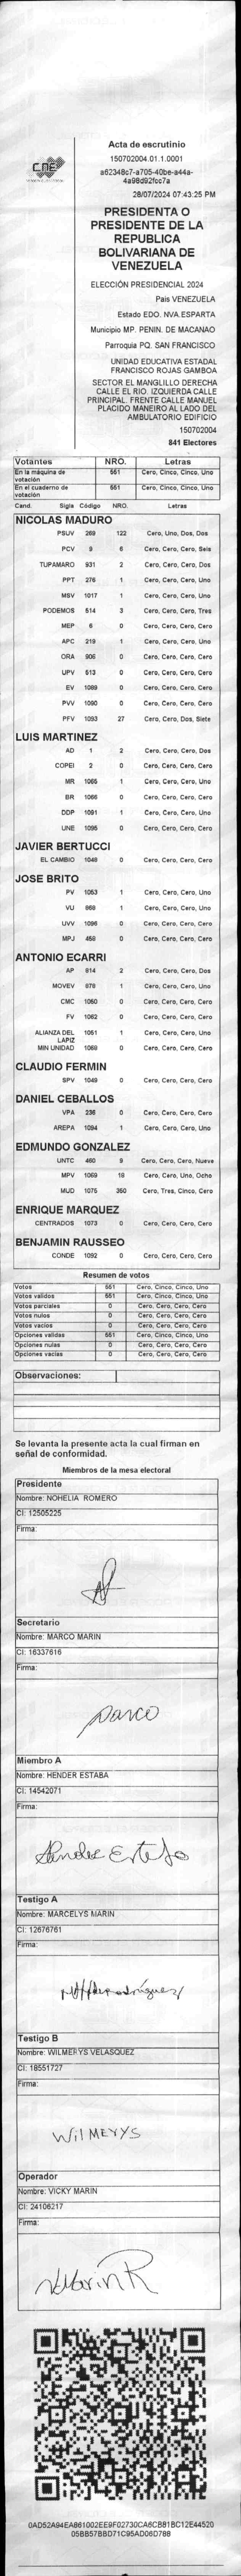 CNE
Acta de escrutinio
150702004.01.1.0001
a62348c7-a705-40be-a44a-
4a98d92fcc7a
28/07/2024 07:43:25 PM
PRESIDENTA O
PRESIDENTE DE LA
REPUBLICA
BOLIVARIANA DE
VENEZUELA
ELECCIÓN PRESIDENCIAL 2024
Pais VENEZUELA
Estado EDO. NVA.ESPARTA
Municipio MP. PENIN. DE MACANAO
Parroquia PQ. SAN FRANCISCO
UNIDAD EDUCATIVA ESTADAL
FRANCISCO ROJAS GAMBOA
SECTOR EL MANGLILLO DERECHA
CALLE EL RIO. IZQUIERDA CALLE
PRINCIPAL. FRENTE CALLE MANUEL
PLACIDO MANEIRO AL LADO DEL
AMBULATORIO EDIFICIO
150702004
841 Electores
Votantes NRO. Letras
En la máquina de votación 551 Cero, Cinco, Cinco, Uno
En el cuaderno de votación 551 Cero, Cinco, Cinco, Uno
Cand. Sigla Código NRO. Letras
NICOLAS MADURO
PSUV 269 122 Cero, Uno, Dos, Dos
PCV 9 6 Cero, Cero, Cero, Seis
TUPAMARO 931 2 Cero, Cero, Cero, Dos
PPT 276 1 Cero, Cero, Cero, Uno
MSV 1017 1 Cero, Cero, Cero, Uno
PODEMOS 514 3 Cero, Cero, Cero, Tres
MEP 6 0 Cero, Cero, Cero, Cero
APC 219 1 Cero, Cero, Cero, Uno
ORA 906 0 Cero, Cero, Cero, Cero
UPV 513 0 Cero, Cero, Cero, Cero
EV 1089 0 Cero, Cero, Cero, Cero
PVV 1090 0 Cero, Cero, Cero, Cero
PFV 1093 27 Cero, Cero, Dos, Siete
LUIS MARTINEZ
AD 1 2 Cero, Cero, Cero, Dos
COPEI 2 0 Cero, Cero, Cero, Cero
MR 1065 1 Cero, Cero, Cero, Uno
BR 1066 0 Cero, Cero, Cero, Cero
DDP 1091 1 Cero, Cero, Cero, Uno
UNE 1095 0 Cero, Cero, Cero, Cero
JAVIER BERTUCCI
EL CAMBIO 1048 0 Cero, Cero, Cero, Cero
JOSE BRITO
PV 1053 1 Cero, Cero, Cero, Uno
VU 868 1 Cero, Cero, Cero, Uno
UVV 1096 0 Cero, Cero, Cero, Cero
MPJ 458 0 Cero, Cero, Cero, Cero
ANTONIO ECARRI
AP 814 2 Cero, Cero, Cero, Dos
MOVEV 879 1 Cero, Cero, Cero, Uno
CMC 1050 0 Cero, Cero, Cero, Cero
FV 1062 0 Cero, Cero, Cero, Cero
ALIANZA DEL LAPIZ 1051 1 Cero, Cero, Cero, Uno
MIN UNIDAD 1068 0 Cero, Cero, Cero, Cero
CLAUDIO FERMIN
SPV 1049 0 Cero, Cero, Cero, Cero
DANIEL CEBALLOS
VPA 236 0 Cero, Cero, Cero, Cero
AREPA 1094 1 Cero, Cero, Cero, Uno
EDMUNDO GONZALEZ
UNTC 460 9 Cero, Cero, Cero, Nueve
MPV 1069 18 Cero, Cero, Uno, Ocho
MUD 1075 350 Cero, Tres, Cinco, Cero
ENRIQUE MARQUEZ
CENTRADOS 1073 0 Cero, Cero, Cero, Cero
BENJAMIN RAUSSEO
CONDE 1092 0 Cero, Cero, Cero, Cero
Resumen de votos
Votos 551 Cero, Cinco, Cinco, Uno
Votos validos 551 Cero, Cinco, Cinco, Uno
Votos parciales 0 Cero, Cero, Cero, Cero
Votos nulos 0 Cero, Cero, Cero, Cero
Votos vacios 0 Cero, Cero, Cero, Cero
Opciones validas 551 Cero, Cinco, Cinco, Uno
Opciones nulas 0 Cero, Cero, Cero, Cero
Opciones vacias 0 Cero, Cero, Cero, Cero
Observaciones:
Se levanta la presente acta la cual firman en
señal de conformidad.
Miembros de la mesa electoral
Presidente
Nombre: NOHELIA ROMERO
CI: 12505225
Firma:
Secretario
Nombre: MARCO MARIN
CI: 16337616
Firma:
Marco
Miembro A
Nombre: HENDER ESTABA
CI: 14542071
Firma:
Testigo A
Nombre: MARCELYS MARIN
CI: 12676761
Firma:
Testigo B
Nombre: WILMERYS VELASQUEZ
CI: 18551727
Firma:
WilMEYYS
Operador
Nombre: VICKY MARIN
CI: 24106217
Firma:
0AD52A94EA861002EE9F02730CA6CB81BC12E44520
05BB57BBD71C95AD06D788